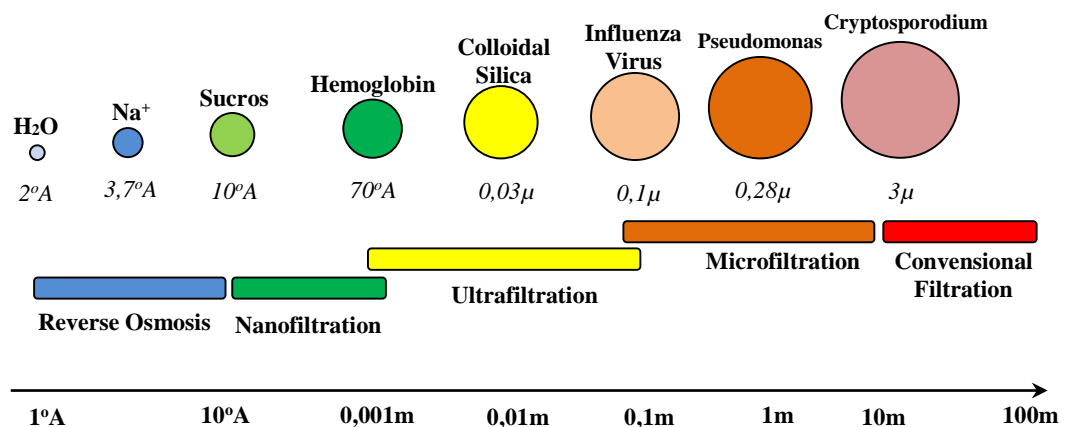 H₂O
Na⁺
Sucros
Hemoglobin
Colloidal
Silica
Influenza
Virus
Pseudomonas
Cryptosporodium
2ᵒA
3,7ᵒA
10ᵒA
70ᵒA
0,03µ
0,1µ
0,28µ
3µ
Reverse Osmosis
Nanofiltration
Ultrafiltration
Microfiltration
Convensional
Filtration
1ᵒA
10ᵒA
0,001m
0,01m
0,1m
1m
10m
100m